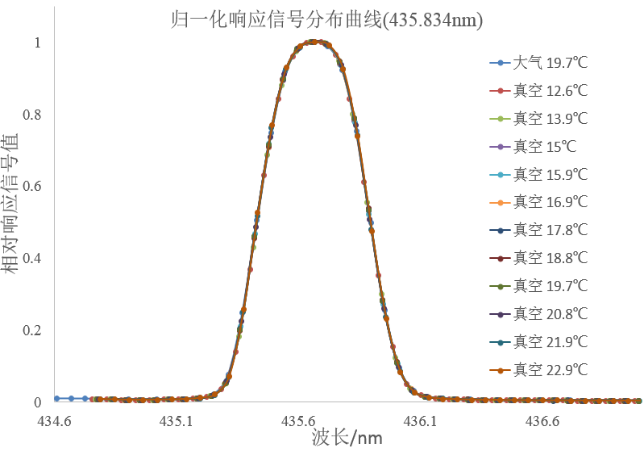 归一化响应信号分布曲线(435.834nm)
相对响应信号值
1
0.8
0.6
0.4
0.2
0
434.6 435.1 435.6 436.1 436.6
波长/nm
大气 19.7℃
真空 12.6℃
真空 13.9℃
真空 15℃
真空 15.9℃
真空 16.9℃
真空 17.8℃
真空 18.8℃
真空 19.7℃
真空 20.8℃
真空 21.9℃
真空 22.9℃